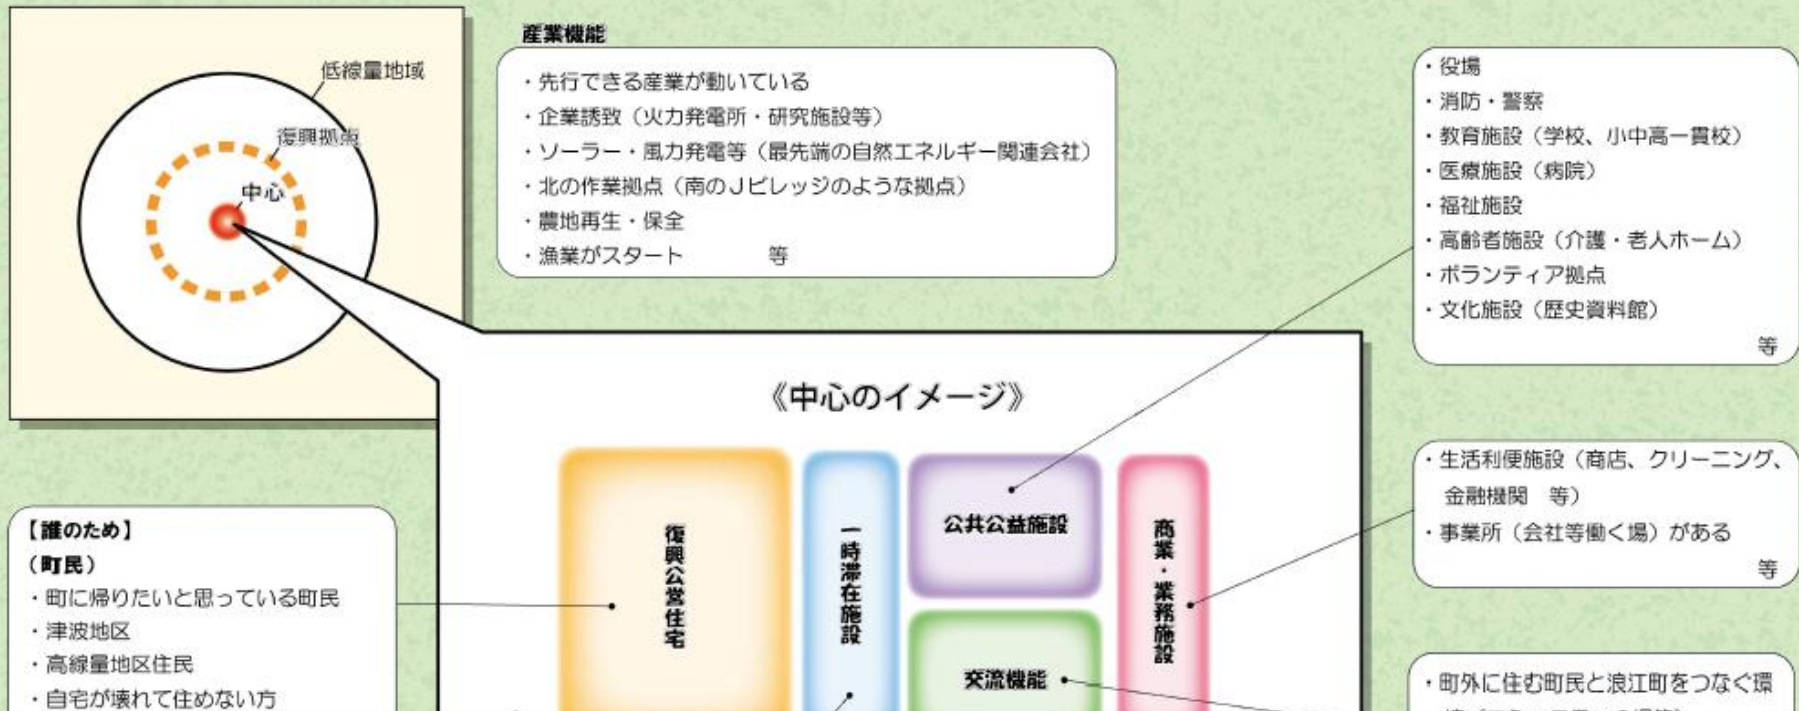 低線量地域
復興拠点
中心
産業機能
・先行できる産業が動いている
・企業誘致（火力発電所・研究施設等）
・ソーラー・風力発電等（最先端の自然エネルギー関連会社）
・北の作業拠点（南のＪビレッジのような拠点）
・農地再生・保全
・漁業がスタート　　　等
・役場
・消防・警察
・教育施設（学校、小中高一貫校）
・医療施設（病院）
・福祉施設
・高齢者施設（介護・老人ホーム）
・ボランティア拠点
・文化施設（歴史資料館）
等
《中心のイメージ》
復興公営住宅
一時滞在施設
公共公益施設
商業・業務施設
交流機能
・生活利便施設（商店、クリーニング、
金融機関　等）
・事業所（会社等働く場）がある
等
【誰のため】
（町民）
・町に帰りたいと思っている町民
・津波地区
・高線量地区住民
・自宅が壊れて住めない方
・町外に住む町民と浪江町をつなぐ環